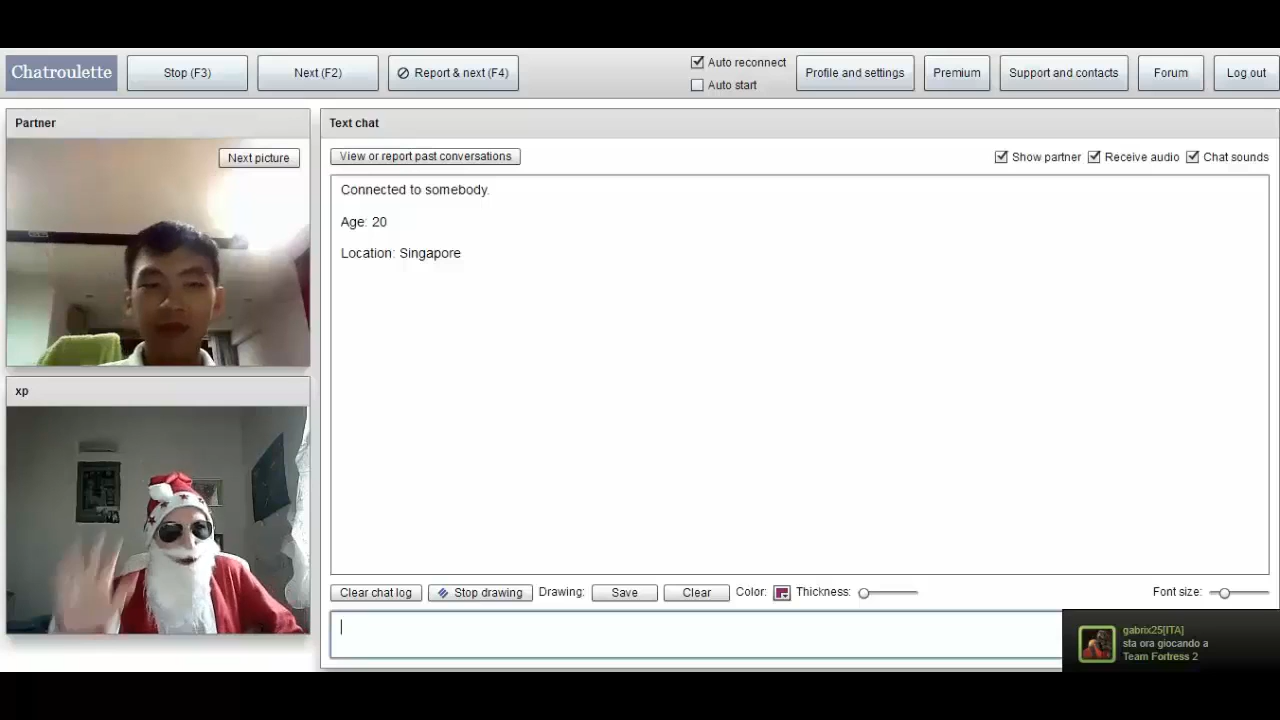 Chatroulette
Stop (F3)
Next (F2)
Report & next (F4)
Auto reconnect
Auto start
Profile and settings
Premium
Support and contacts
Forum
Log out
Partner
Next picture
xp
Text chat
View or report past conversations
Show partner
Receive audio
Chat sounds
Connected to somebody.
Age: 20
Location: Singapore
Clear chat log
Stop drawing
Drawing:
Save
Clear
Color:
Thickness:
Font size:
gabrix25[ITA]
sta ora giocando a
Team Fortress 2